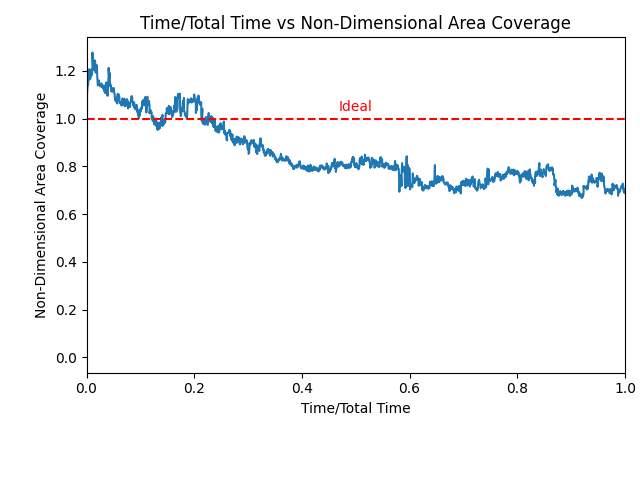 Time/Total Time vs Non-Dimensional Area Coverage
Non-Dimensional Area Coverage
1.2
1.0
0.8
0.6
0.4
0.2
0.0
Ideal
0.0 0.2 0.4 0.6 0.8 1.0
Time/Total Time